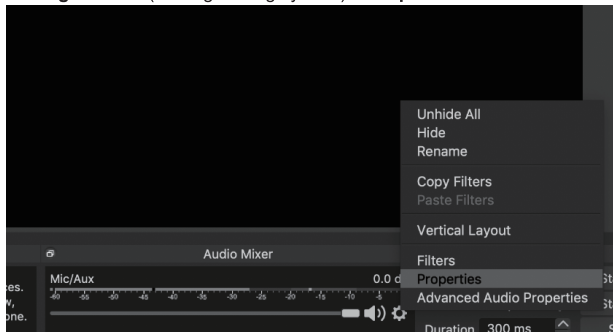 Unhide All
Hide
Rename
Copy Filters
Paste Filters
Vertical Layout
Filters
Properties
Advanced Audio Properties
Audio Mixer
Mic/Aux 0.0 d
-60 -55 -50 -45 -40 -35 -30 -25 -20 -15 -10 -5
Duration 300 ms